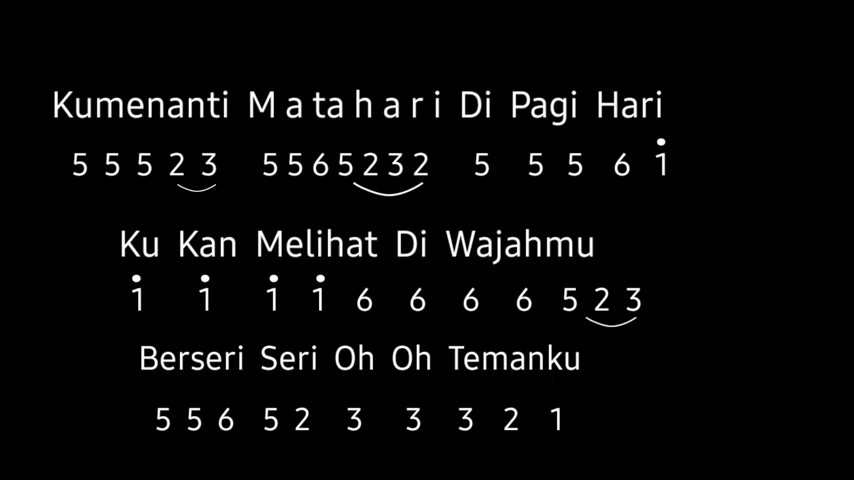 Kumenanti M a ta h a r i Di Pagi Hari
5 5 5 2 3 5 5 6 5 2 3 2 5 5 5 6 1̇
Ku Kan Melihat Di Wajahmu
1̇ 1̇ 1̇ 1̇ 6 6 6 6 5 2 3
Berseri Seri Oh Oh Temanku
5 5 6 5 2 3 3 3 2 1